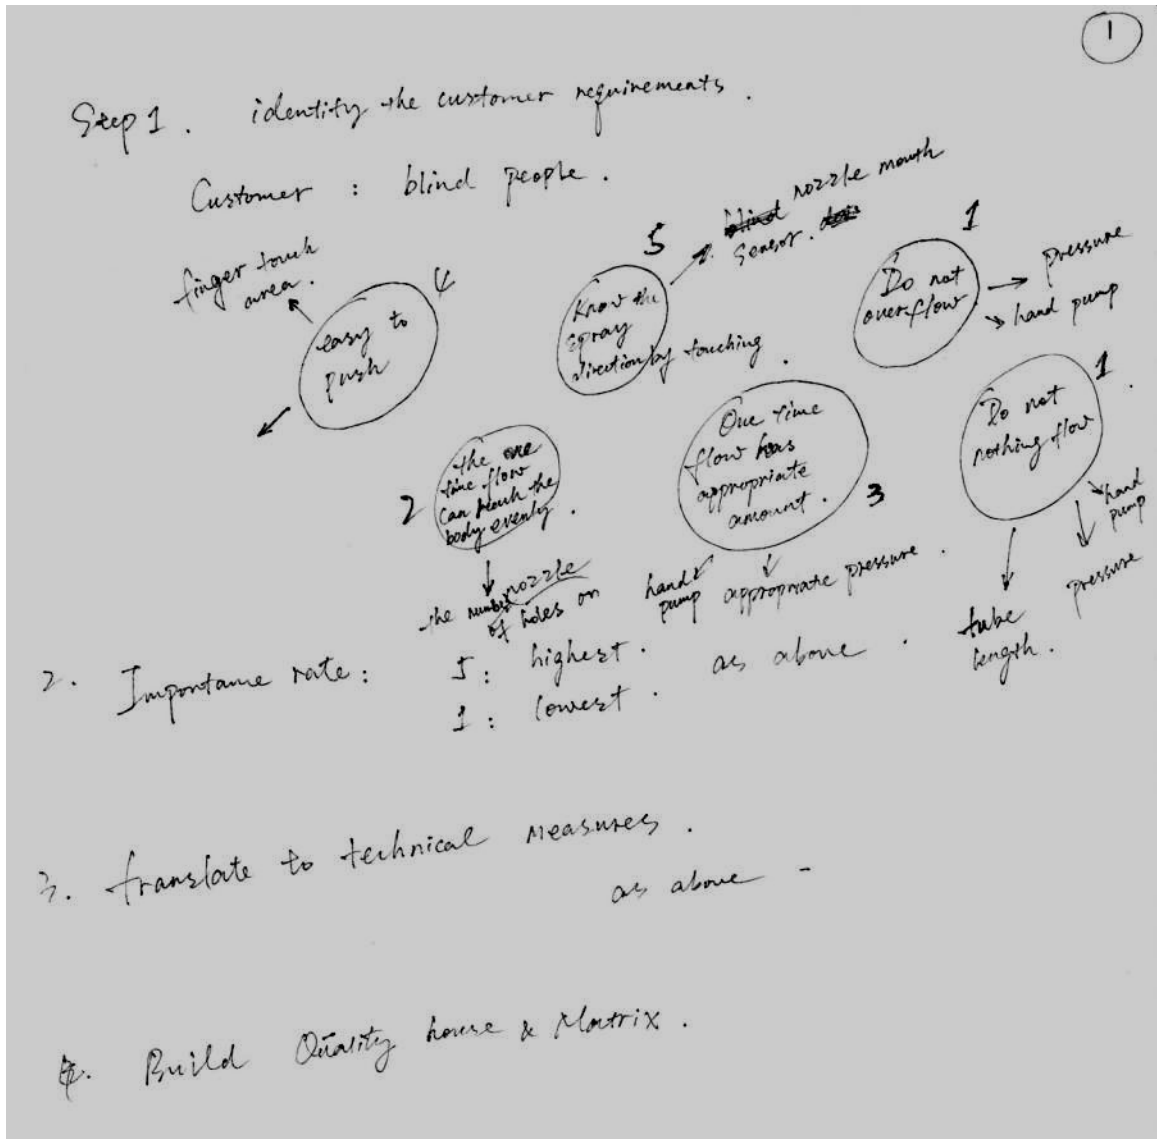 1
Step 1. identify the customer requirements.
Customer : blind people.
finger touch
area.
easy to
push
4
Know the
spray
direction by touching
.
5
nozzle mouth
sensor.
Do not
overflow.
1
pressure
hand pump
the one
time flow
can reach the
body evenly.
2
the number nozzle
of holes on
One time
flow has
appropriate
amount.
3
hand
pump
appropriate pressure.
Do not
nothing flow
1.
hand
pump
pressure
tube
length.
2. Importance rate: 5: highest. as above.
1: lowest.
3. translate to technical measures.
as above -
4. Build Quality house & Matrix.